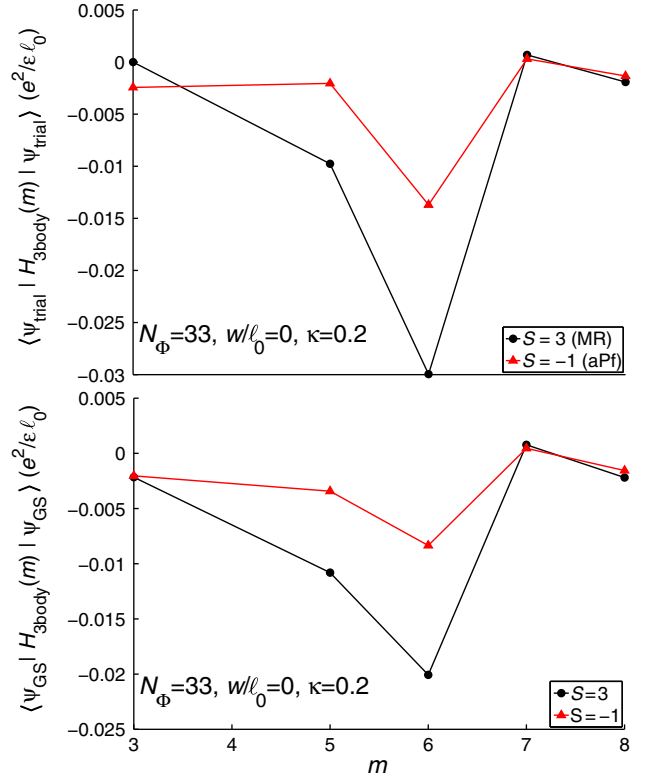 0.005
0
−0.005
−0.01
−0.015
−0.02
−0.025
−0.03
⟨ψtrial | H3body(m) | ψtrial⟩ (e²/εℓ0)
NΦ=33, w/ℓ0=0, κ=0.2
S = 3 (MR)
S = −1 (aPf)
0.005
0
−0.005
−0.01
−0.015
−0.02
−0.025
⟨ψGS| H3body(m) | ψGS⟩ (e²/εℓ0)
NΦ=33, w/ℓ0=0, κ=0.2
S=3
S=−1
3 4 5 6 7 8
m